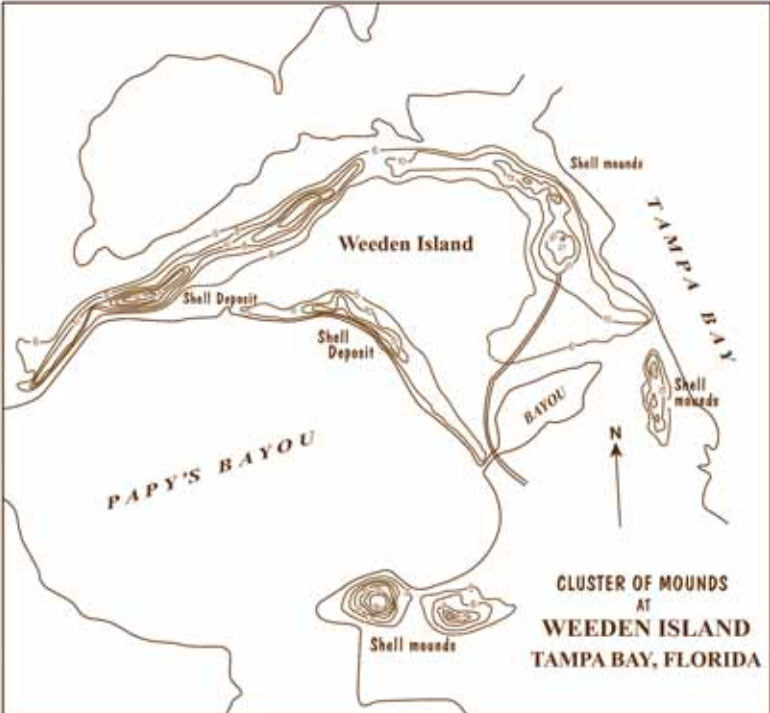 Shell mounds
TAMPA BAY
Weeden Island
Shell Deposit
Shell
Deposit
Shell
mounds
BAYOU
N
PAPY'S BAYOU
Shell mounds
CLUSTER OF MOUNDS
AT
WEEDEN ISLAND
TAMPA BAY, FLORIDA